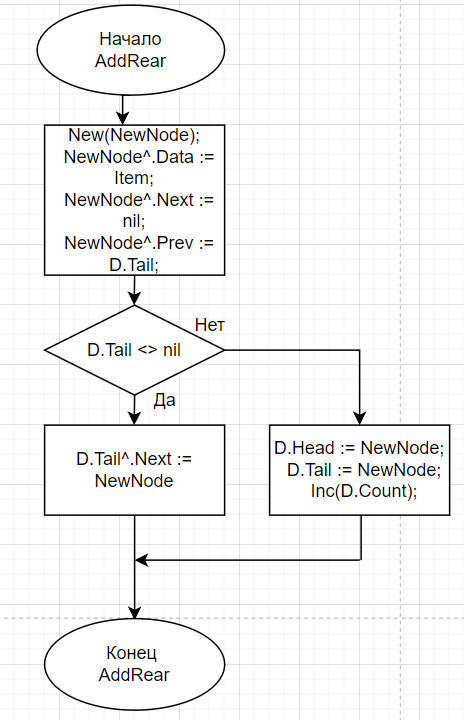 Начало
AddRear
New(NewNode);
NewNode^.Data :=
Item;
NewNode^.Next :=
nil;
NewNode^.Prev :=
D.Tail;
Нет
D.Tail <> nil
Да
D.Tail^.Next :=
NewNode
D.Head := NewNode;
D.Tail := NewNode;
Inc(D.Count);
Конец
AddRear